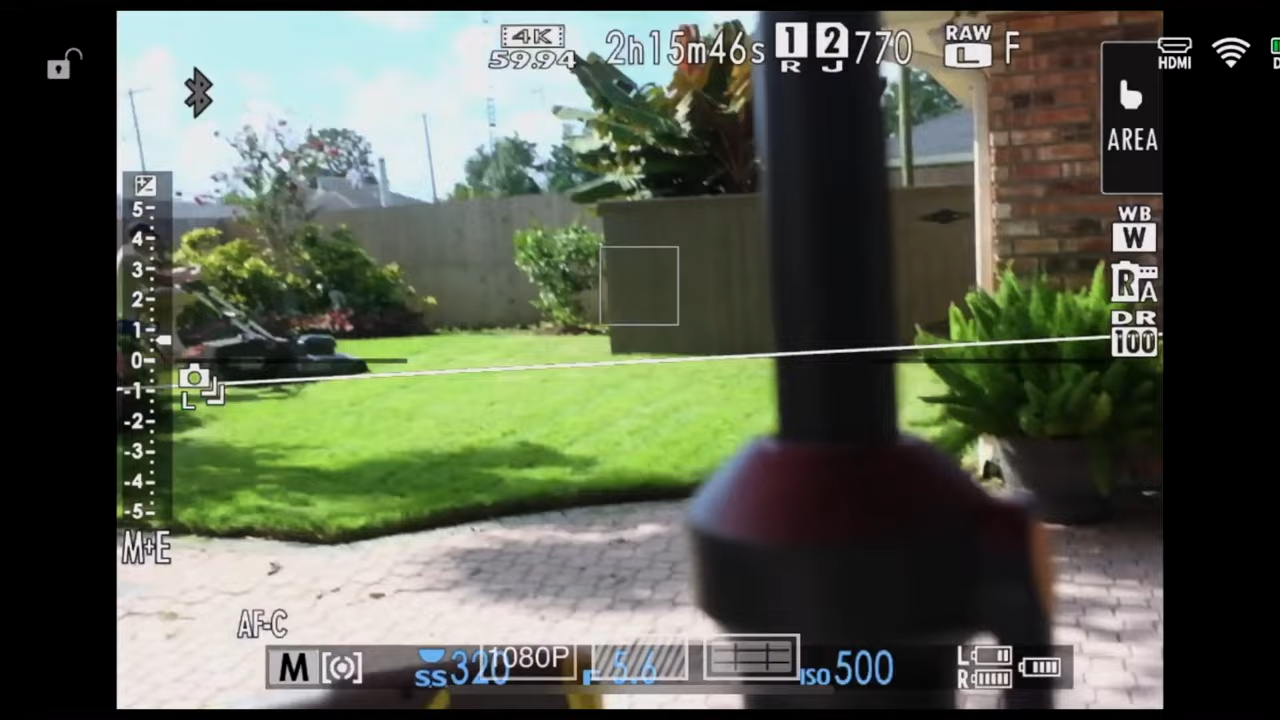 4K
59.94
2h15m46s
1 2 770
R J
RAW
L F
HDMI
AREA
WB
W
5
4
3
2
1
0
-1
-2
-3
-4
-5
R A
DR
100
L
M+E
AF-C
M
SS 320
1080P
F 5.6
ISO 500
L
R